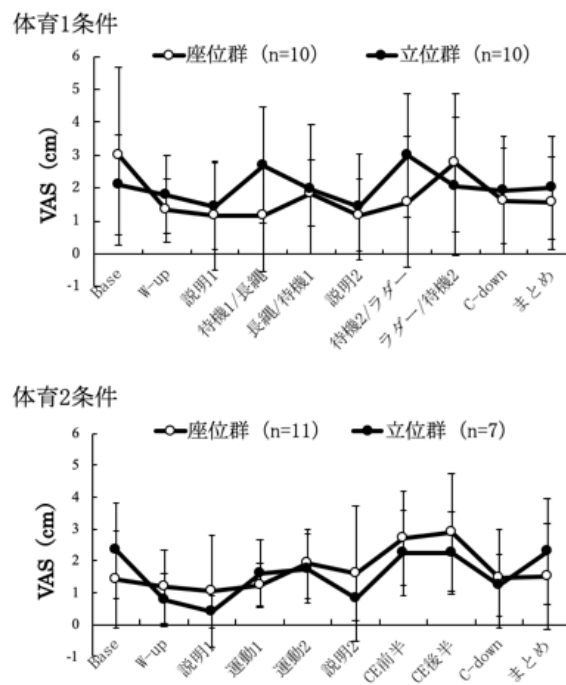 体育1条件
座位群 (n=10) 立位群 (n=10)
VAS (cm)
6
5
4
3
2
1
0
-1
Base
W-up
説明1
待機1/長縄
長縄/待機1
説明2
待機2/ラダー
ラダー/待機2
C-down
まとめ
体育2条件
座位群 (n=11) 立位群 (n=7)
VAS (cm)
6
5
4
3
2
1
0
-1
Base
W-up
説明1
運動1
運動2
説明2
CE前半
CE後半
C-down
まとめ